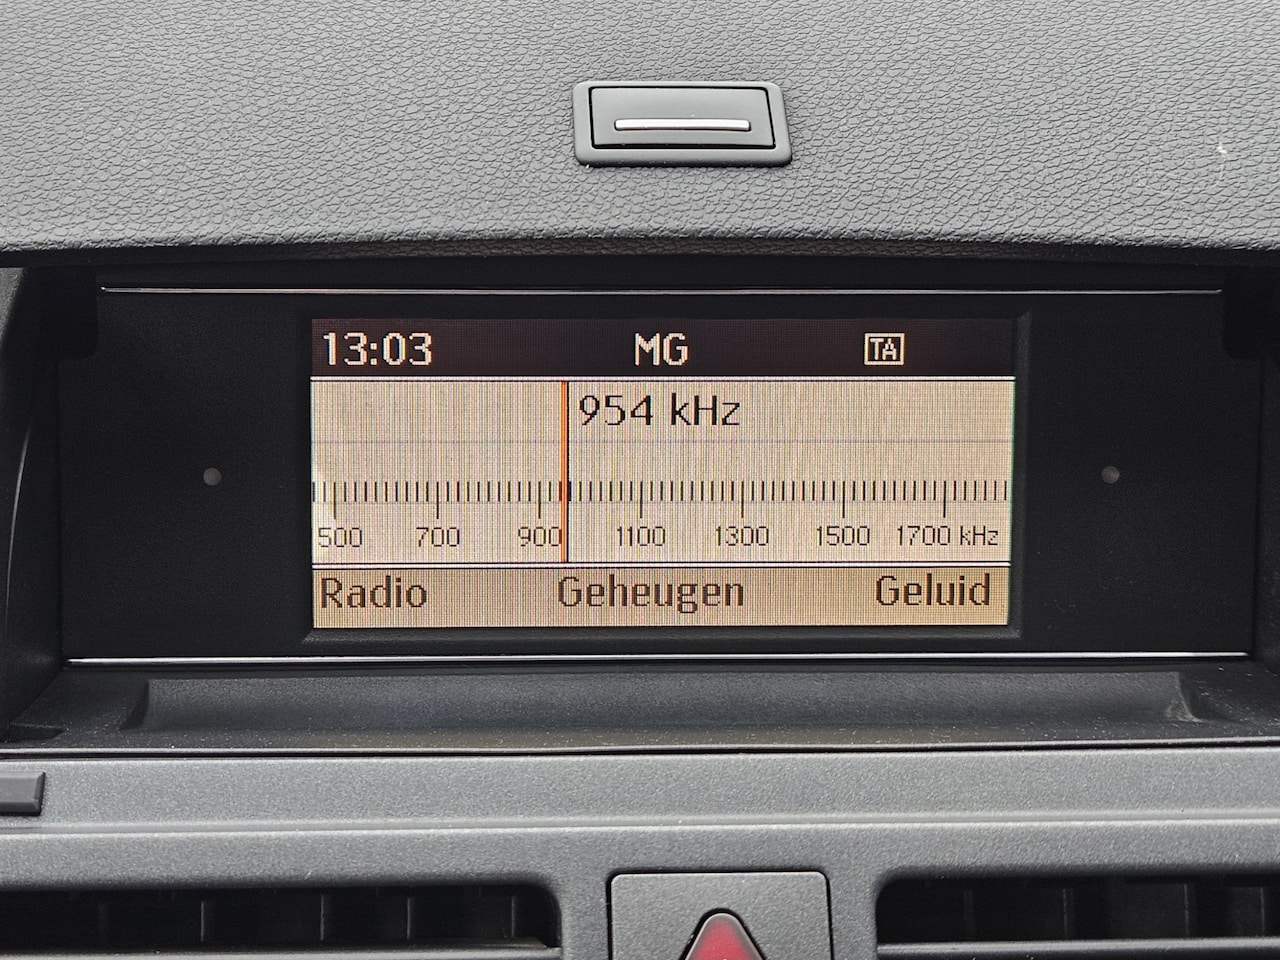 13:03 MG TA
954 kHz
500 700 900 1100 1300 1500 1700 kHz
Radio Geheugen Geluid